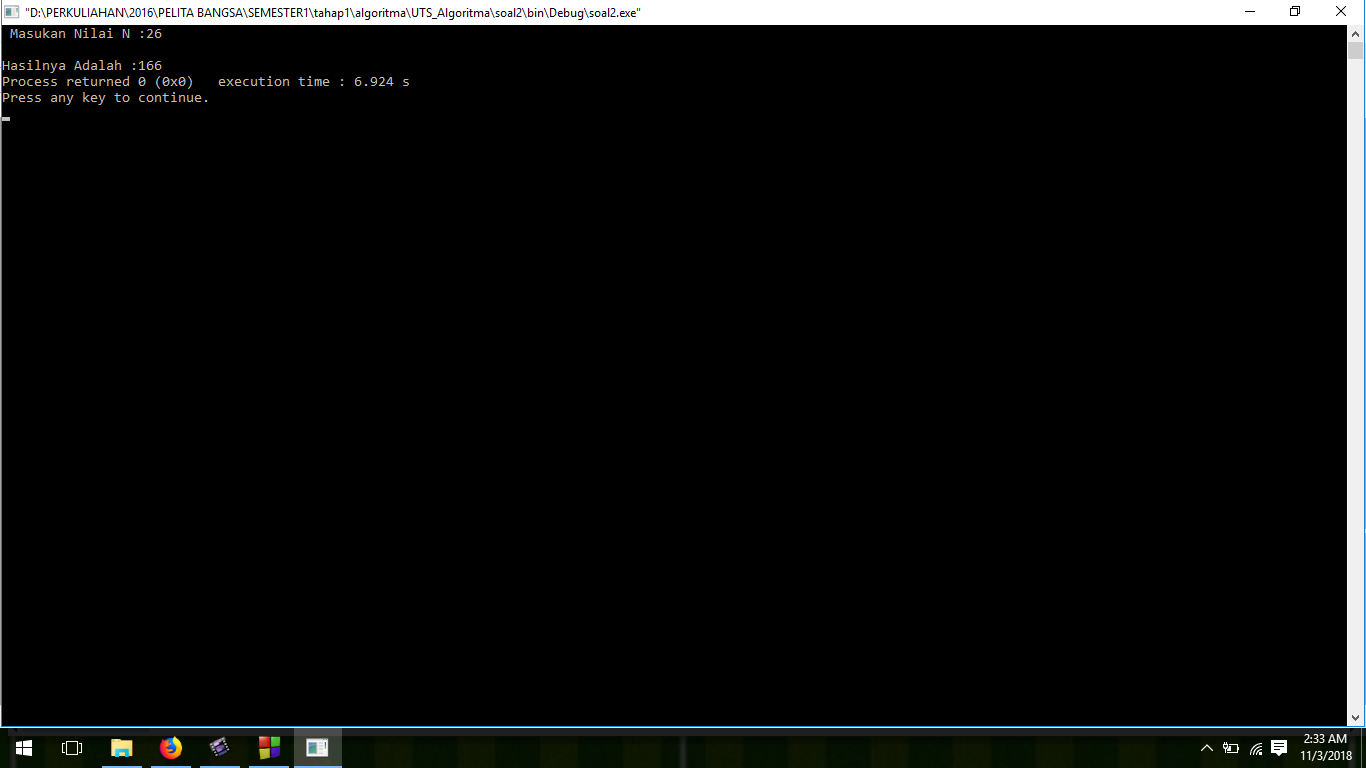 "D:\PERKULIAHAN\2016\PELITA BANGSA\SEMESTER1\tahap1\algoritma\UTS_Algoritma\soal2\bin\Debug\soal2.exe"
Masukan Nilai N :26
Hasilnya Adalah :166
Process returned 0 (0x0)   execution time : 6.924 s
Press any key to continue.
2:33 AM
11/3/2018